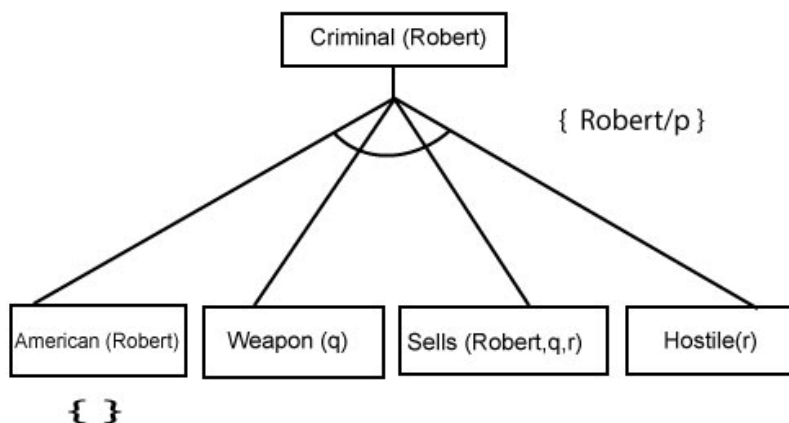 Criminal (Robert)
{ Robert/p }
American (Robert)
Weapon (q)
Sells (Robert,q,r)
Hostile(r)
{ }